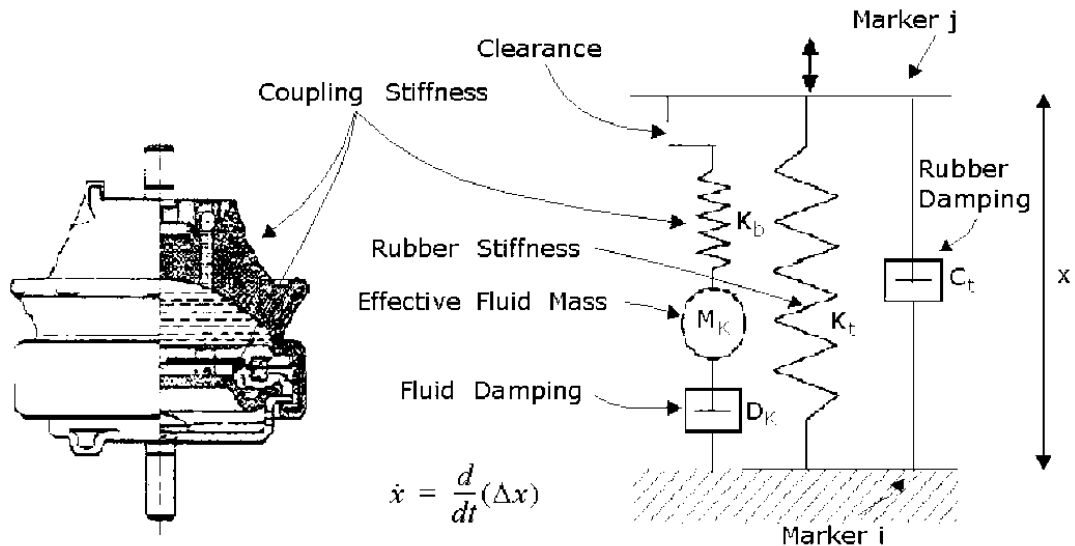 Marker j
Clearance
Coupling Stiffness
Rubber
Damping
K_b
Rubber Stiffness
C_t
x
Effective Fluid Mass
M_K
K_t
Fluid Damping
D_K
ẋ = d/dt (Δx)
Marker i